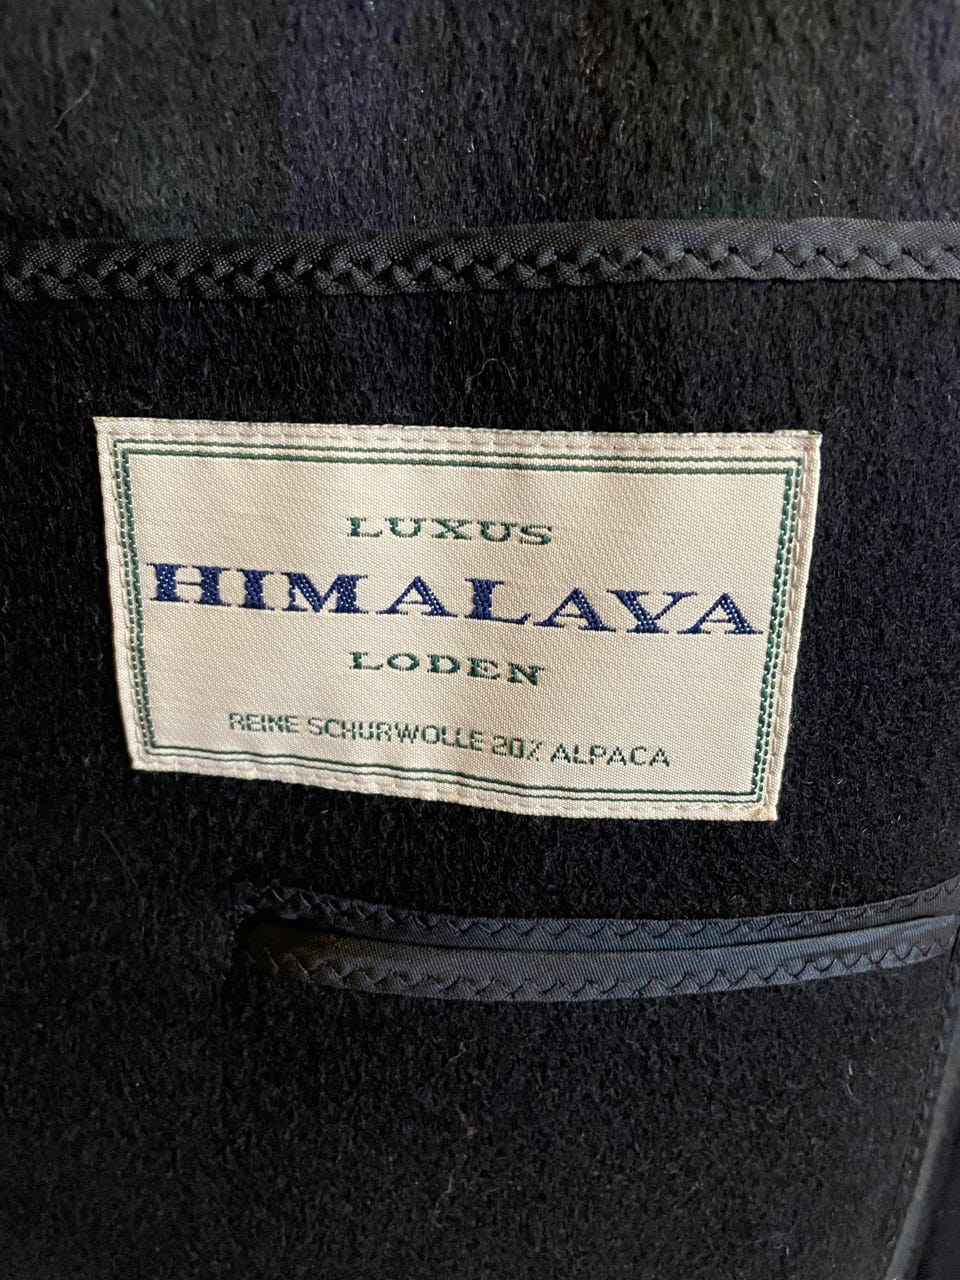 LUXUS
HIMALAYA
LODEN
REINE SCHURWOLLE 20% ALPACA